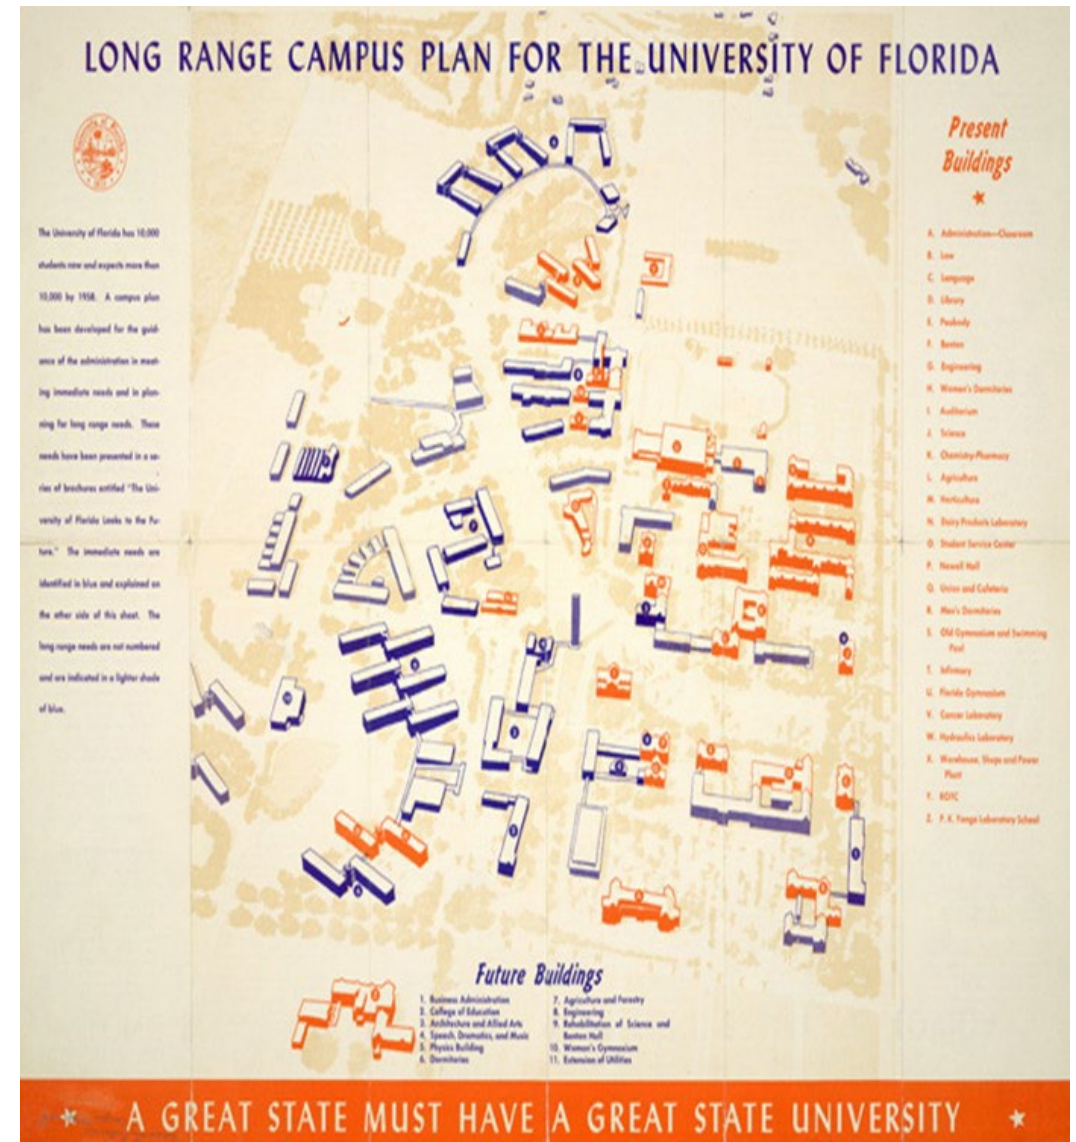 LONG RANGE CAMPUS PLAN FOR THE UNIVERSITY OF FLORIDA
The University of Florida has 10,000
students now and expects more than
10,000 by 1958. A campus plan
has been developed for the guid-
ance of the administration in meet-
ing immediate needs and in plan-
ning for long range needs. These
needs have been presented in a se-
ries of brochures entitled "The Uni-
versity of Florida Looks to the Fu-
ture." The immediate needs are
identified in blue and explained on
the other side of this sheet. The
long range needs are not numbered
and are indicated in a lighter shade
of blue.
Present
Buildings
A. Administration—Classroom
B. Law
C. Language
D. Library
E. Peabody
F. Benton
G. Engineering
H. Women's Dormitories
I. Auditorium
J. Science
K. Chemistry-Pharmacy
L. Agriculture
M. Horticulture
N. Dairy Products Laboratory
O. Student Service Center
P. Newell Hall
Q. Union and Cafeteria
R. Men's Dormitories
S. Old Gymnasium and Swimming
Pool
T. Infirmary
U. Florida Gymnasium
V. Cancer Laboratory
W. Hydraulics Laboratory
X. Warehouse, Shops and Power
Plant
Y. ROTC
Z. P. K. Yonge Laboratory School
Future Buildings
1. Business Administration
2. College of Education
3. Architecture and Allied Arts
4. Speech, Dramatics, and Music
5. Physics Building
6. Dormitories
7. Agriculture and Forestry
8. Engineering
9. Rehabilitation of Science and
Benton Hall
10. Women's Gymnasium
11. Extension of Utilities
A GREAT STATE MUST HAVE A GREAT STATE UNIVERSITY